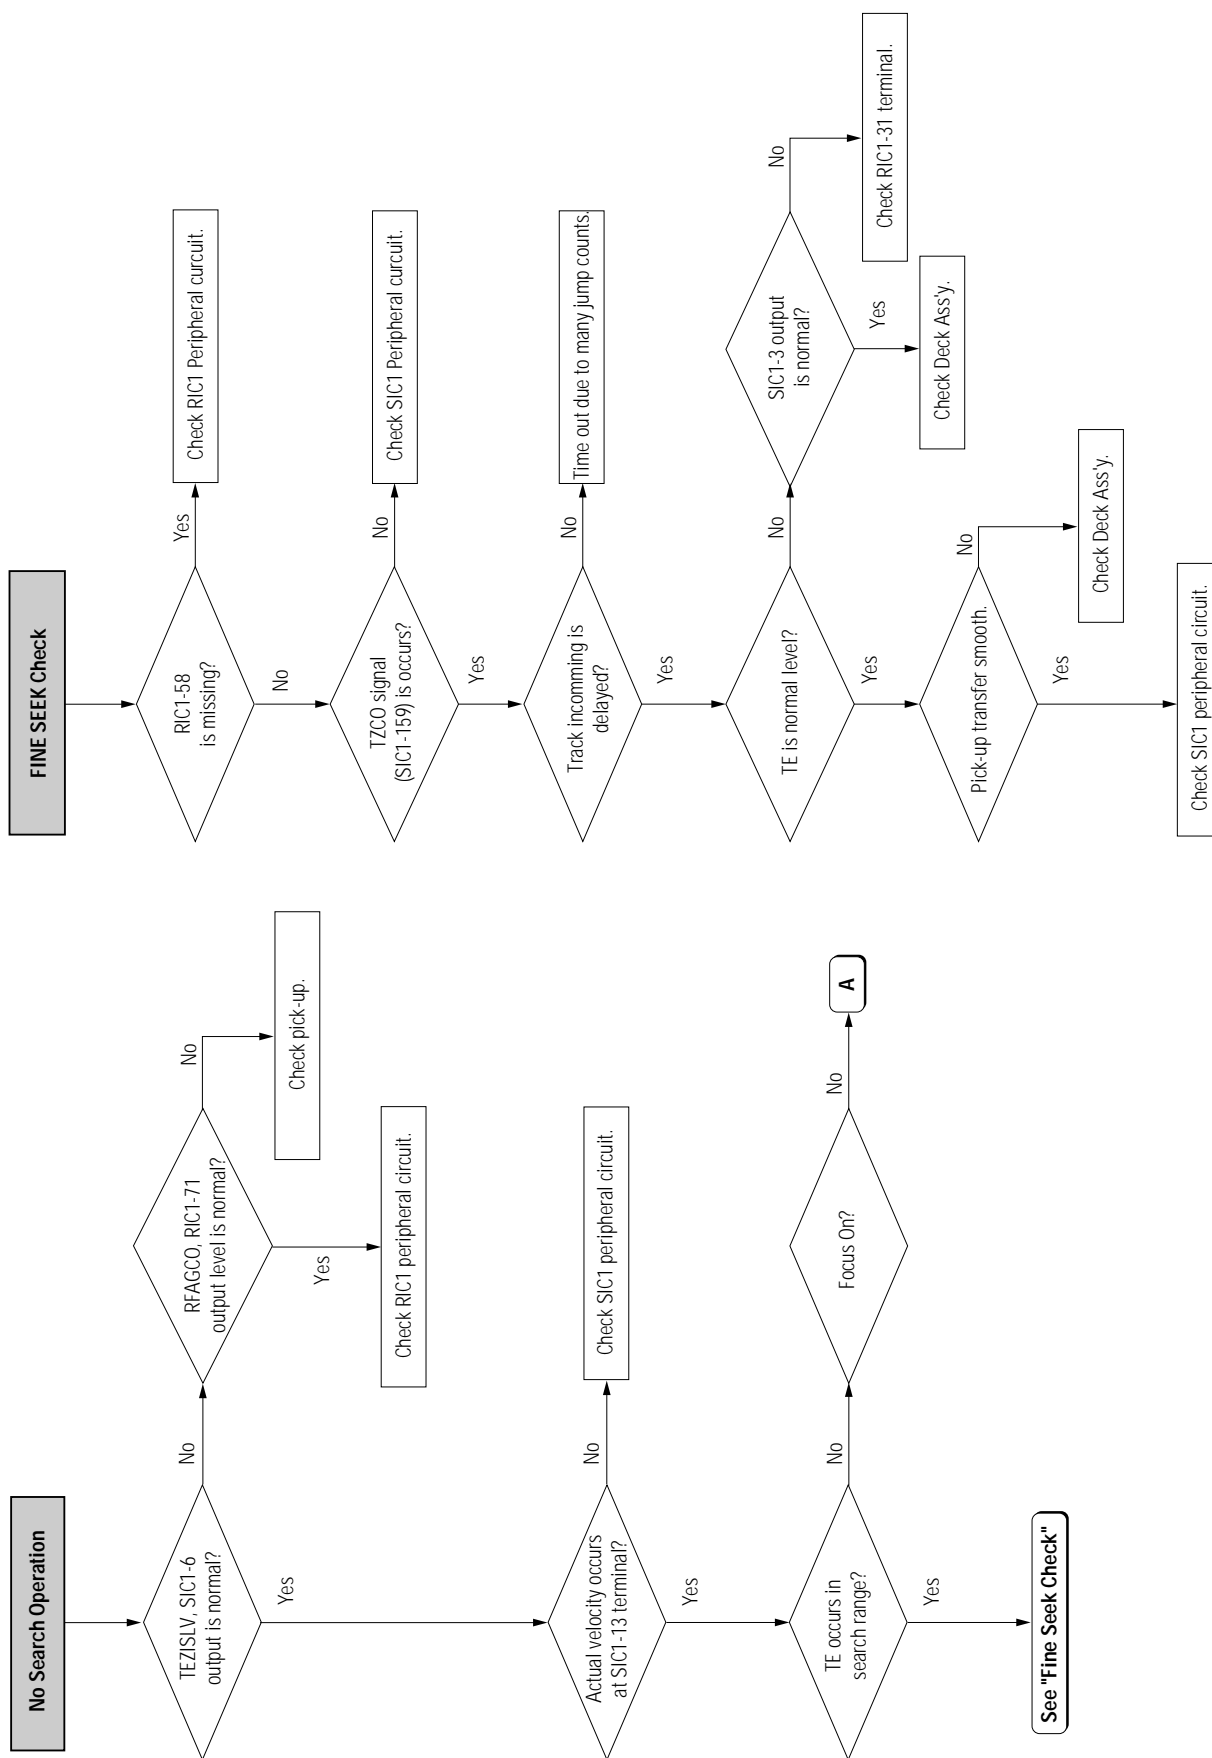 No Search Operation
TEZISLV, SIC1-6
output is normal?
No
RFAGCO, RIC1-71
output level is normal?
No
Check pick-up.
Yes
Check RIC1 peripheral circuit.
Yes
Actual velocity occurs
at SIC1-13 terminal?
No
Check SIC1 peripheral circuit.
Yes
TE occurs in
search range?
No
Focus On?
No
A
Yes
See "Fine Seek Check"
FINE SEEK Check
RIC1-58
is missing?
Yes
Check RIC1 Peripheral curcuit.
No
TZCO signal
(SIC1-159) is occurs?
No
Check SIC1 Peripheral curcuit.
Yes
Track incomming is
delayed?
No
Time out due to many jump counts.
Yes
TE is normal level?
No
SIC1-3 output
is normal?
No
Check RIC1-31 terminal.
Yes
Check Deck Ass'y.
Yes
Pick-up transfer smooth.
No
Check Deck Ass'y.
Yes
Check SIC1 peripheral circuit.